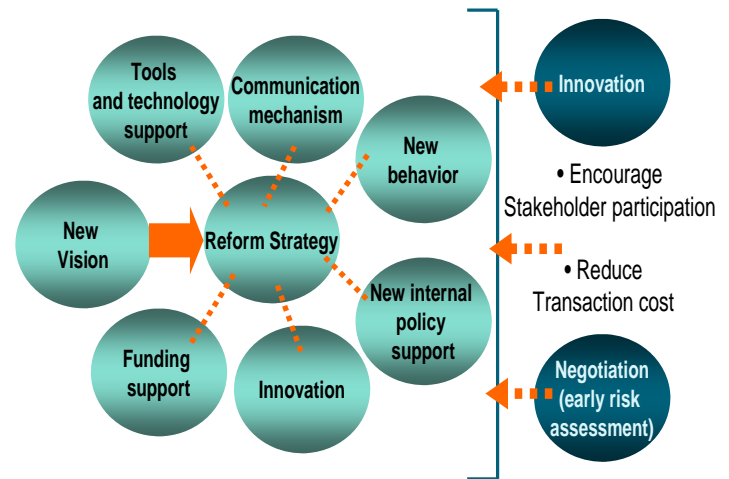 Tools
and technology
support
Communication
mechanism
New
behavior
New
Vision
Reform Strategy
New internal
policy
support
Funding
support
Innovation
Innovation
• Encourage
Stakeholder participation
• Reduce
Transaction cost
Negotiation
(early risk
assessment)